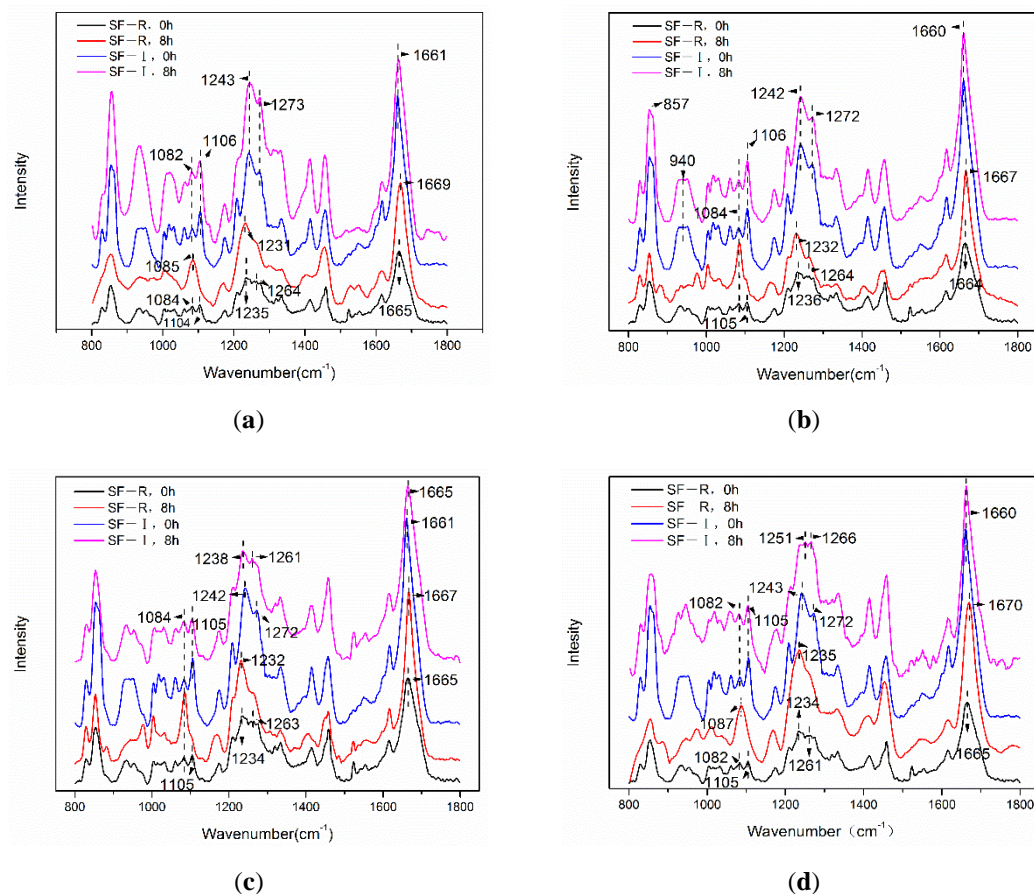 SF-R, 0h
SF-R, 8h
SF-I, 0h
SF-I, 8h
1661
1243
1273
1082
1106
1669
1085
1231
1264
1084
1104
1235
1665
Intensity
800 1000 1200 1400 1600 1800
Wavenumber(cm⁻¹)
(a)
SF-R, 0h
SF-R, 8h
SF-I, 0h
SF-I, 8h
1660
1242
857
1272
1106
940
1667
1084
1232
1264
1236
1664
1105
Intensity
800 1000 1200 1400 1600 1800
Wavenumber(cm⁻¹)
(b)
SF-R, 0h
SF-R, 8h
SF-I, 0h
SF-I, 8h
1665
1661
1238
1261
1084
1242
1105
1667
1272
1232
1665
1263
1234
1105
Intensity
800 1000 1200 1400 1600 1800
Wavenumber(cm⁻¹)
(c)
SF-R, 0h
SF R, 8h
SF-I, 0h
SF-I, 8h
1660
1251
1266
1082
1243
1105
1272
1670
1235
1087
1234
1082
1261
1665
1105
Intesity
800 1000 1200 1400 1600 1800
Wavenumber (cm⁻¹)
(d)